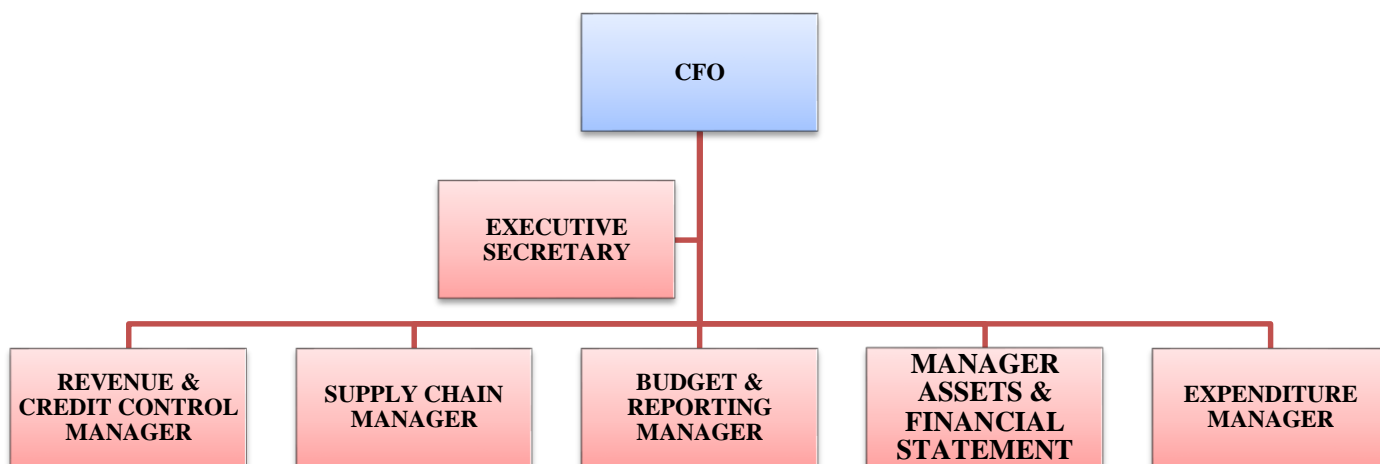 CFO
EXECUTIVE
SECRETARY
REVENUE &
CREDIT CONTROL
MANAGER
SUPPLY CHAIN
MANAGER
BUDGET &
REPORTING
MANAGER
MANAGER
ASSETS &
FINANCIAL
STATEMENT
EXPENDITURE
MANAGER